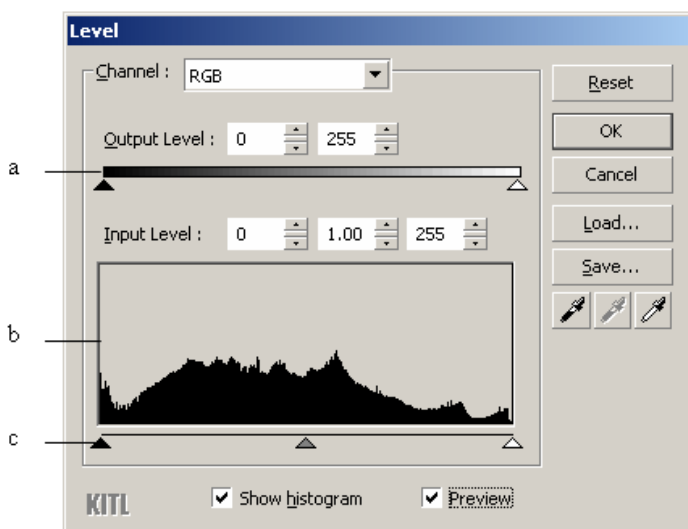 Level
Channel : RGB
Reset
Output Level : 0 255
OK
a
Cancel
Input Level : 0 1.00 255
Load...
Save...
b
c
KITL Show histogram Preview